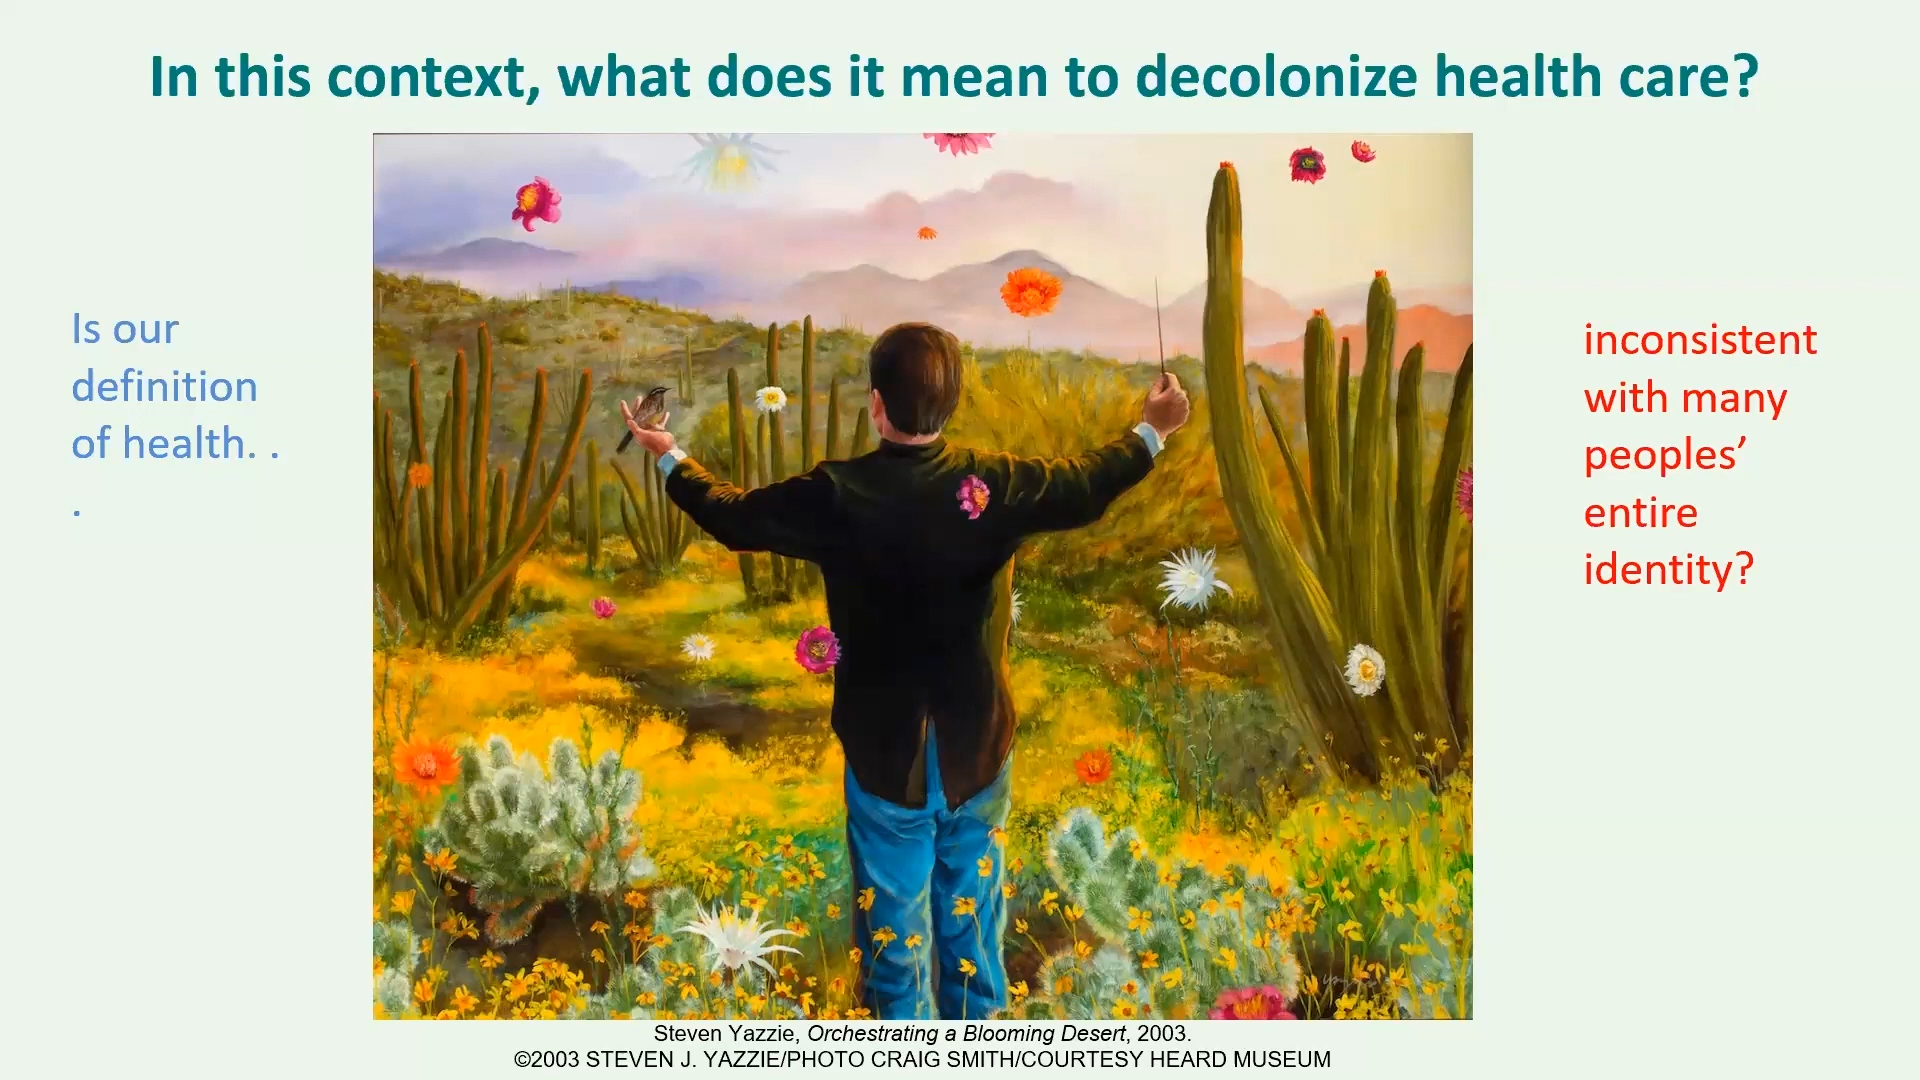 In this context, what does it mean to decolonize health care?
Is our
definition
of health. .
.
inconsistent
with many
peoples’
entire
identity?
Steven Yazzie, Orchestrating a Blooming Desert, 2003.
©2003 STEVEN J. YAZZIE/PHOTO CRAIG SMITH/COURTESY HEARD MUSEUM